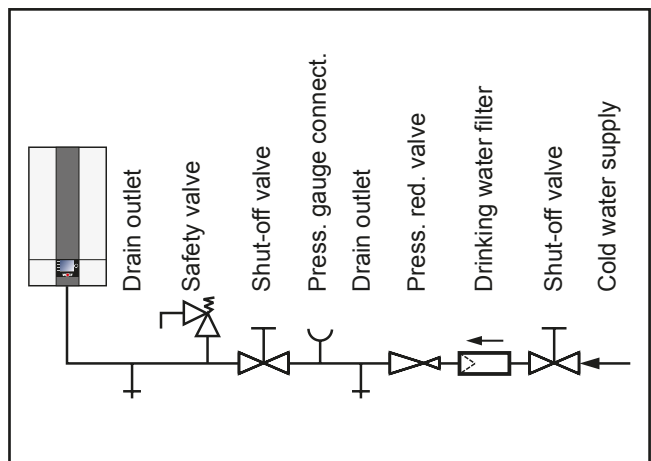 Drain outlet
Safety valve
Shut-off valve
Press. gauge connect.
Drain outlet
Press. red. valve
Drinking water filter
Shut-off valve
Cold water supply